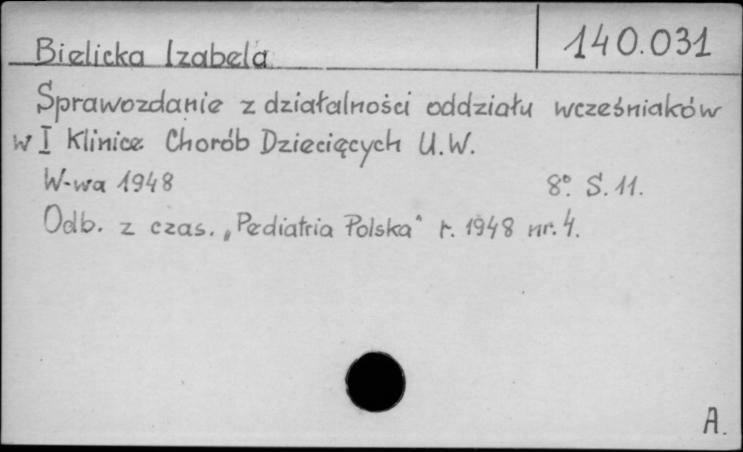 Bielicka Izabela
140.031
Sprawozdanie z działalności oddziału wcześniaków
w I Klinice Chorób Dziecięcych U.W.
W-wa 1948 8° S. 11.
Odb. z czas. „Pediatria Polska" r. 1948 nr. 4.
A.